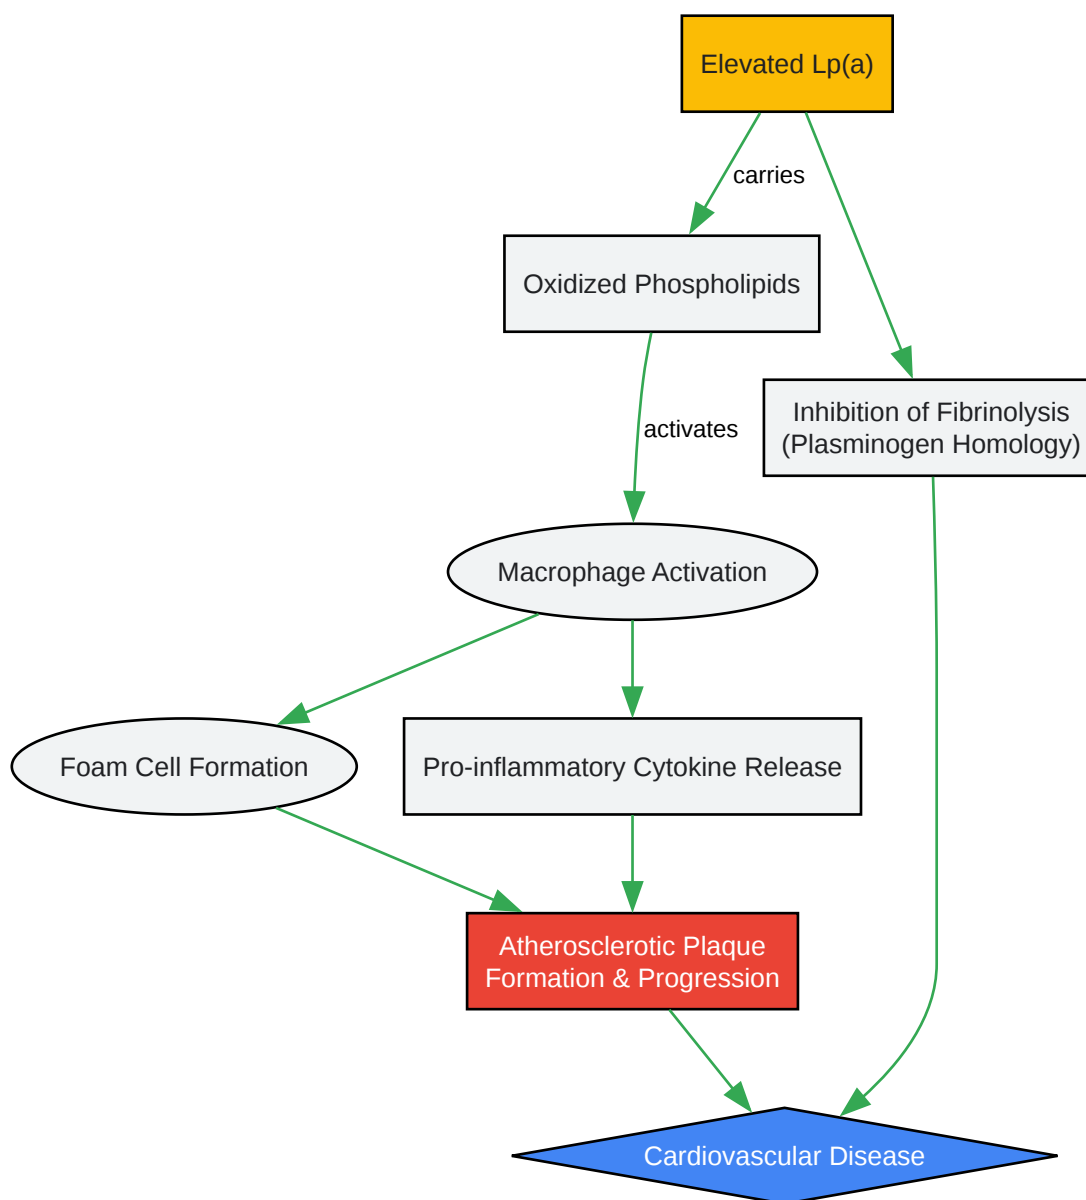 Elevated Lp(a)
carries
Oxidized Phospholipids
Inhibition of Fibrinolysis
(Plasminogen Homology)
activates
Macrophage Activation
Foam Cell Formation
Pro-inflammatory Cytokine Release
Atherosclerotic Plaque
Formation & Progression
Cardiovascular Disease